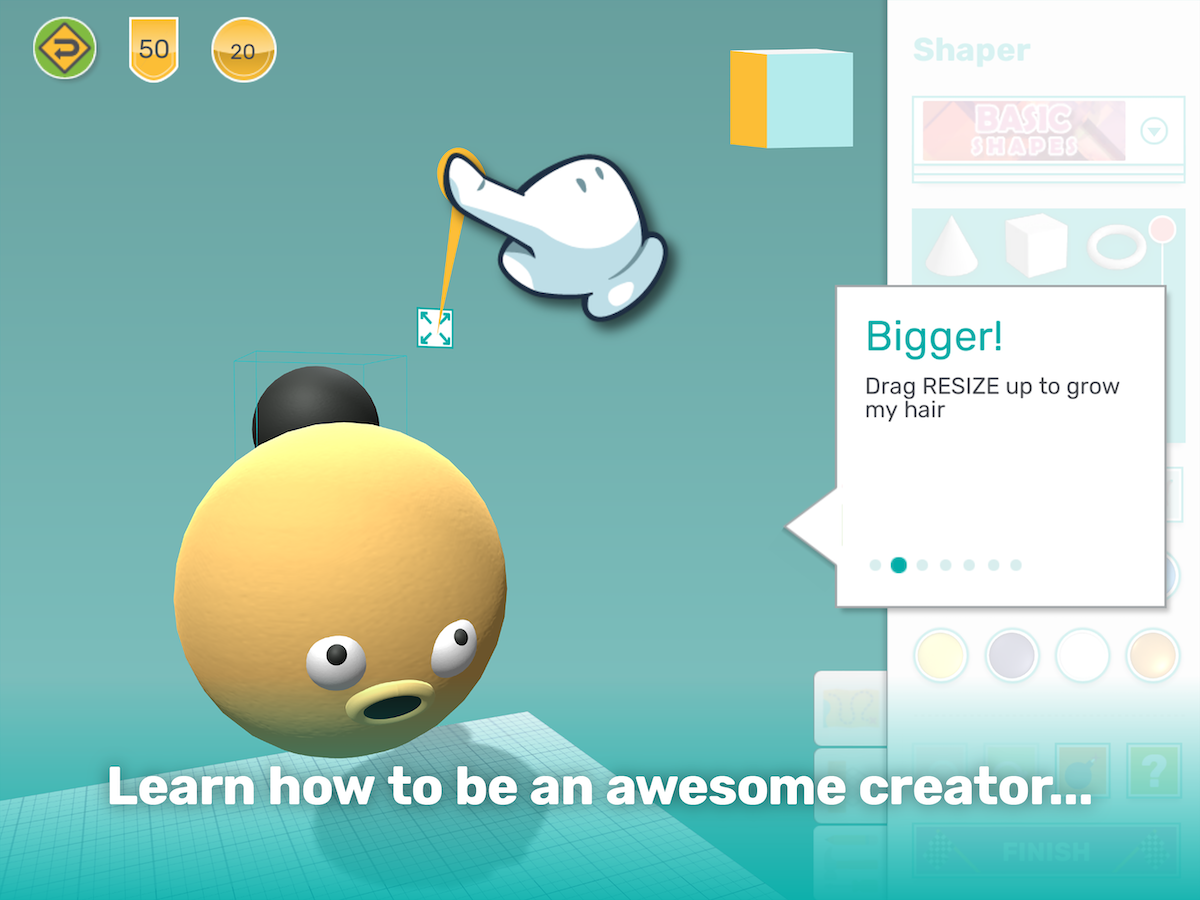 50
20
Shaper
BASIC
SHAPES
Bigger!
Drag RESIZE up to grow
my hair
?
Learn how to be an awesome creator...
FINISH